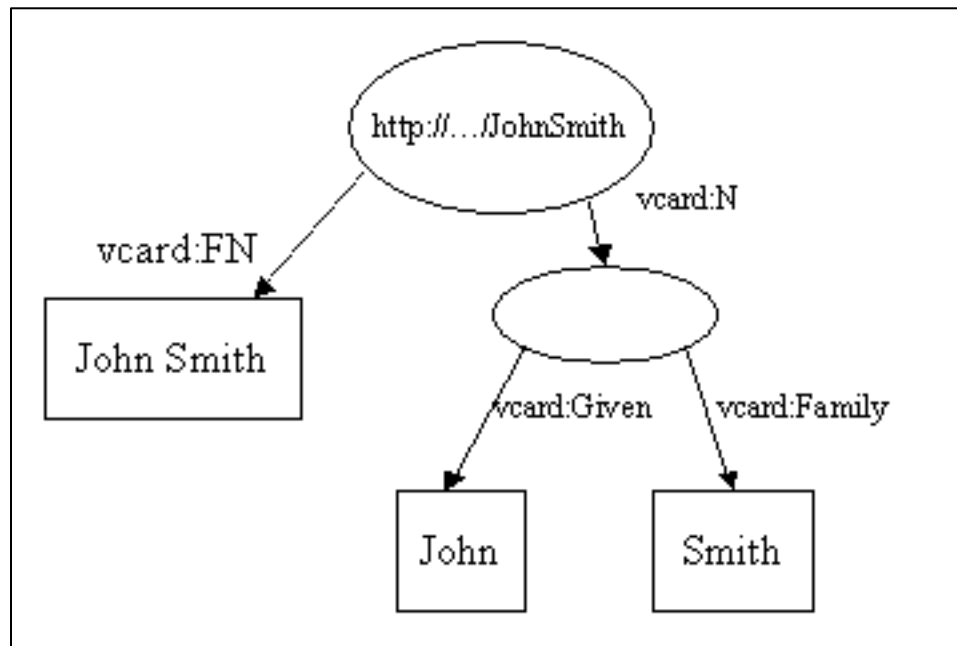 http://.../JohnSmith
vcard:N
vcard:FN
John Smith
vcard:Given
vcard:Family
John
Smith